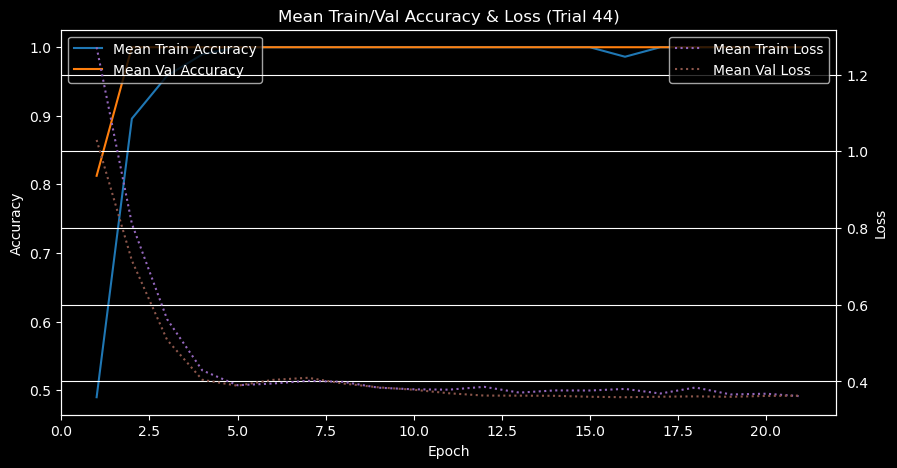 Mean Train/Val Accuracy & Loss (Trial 44)
Mean Train Accuracy
Mean Val Accuracy
Mean Train Loss
Mean Val Loss
1.0
0.9
0.8
0.7
0.6
0.5
Accuracy
1.2
1.0
0.8
0.6
0.4
Loss
0.0 2.5 5.0 7.5 10.0 12.5 15.0 17.5 20.0
Epoch